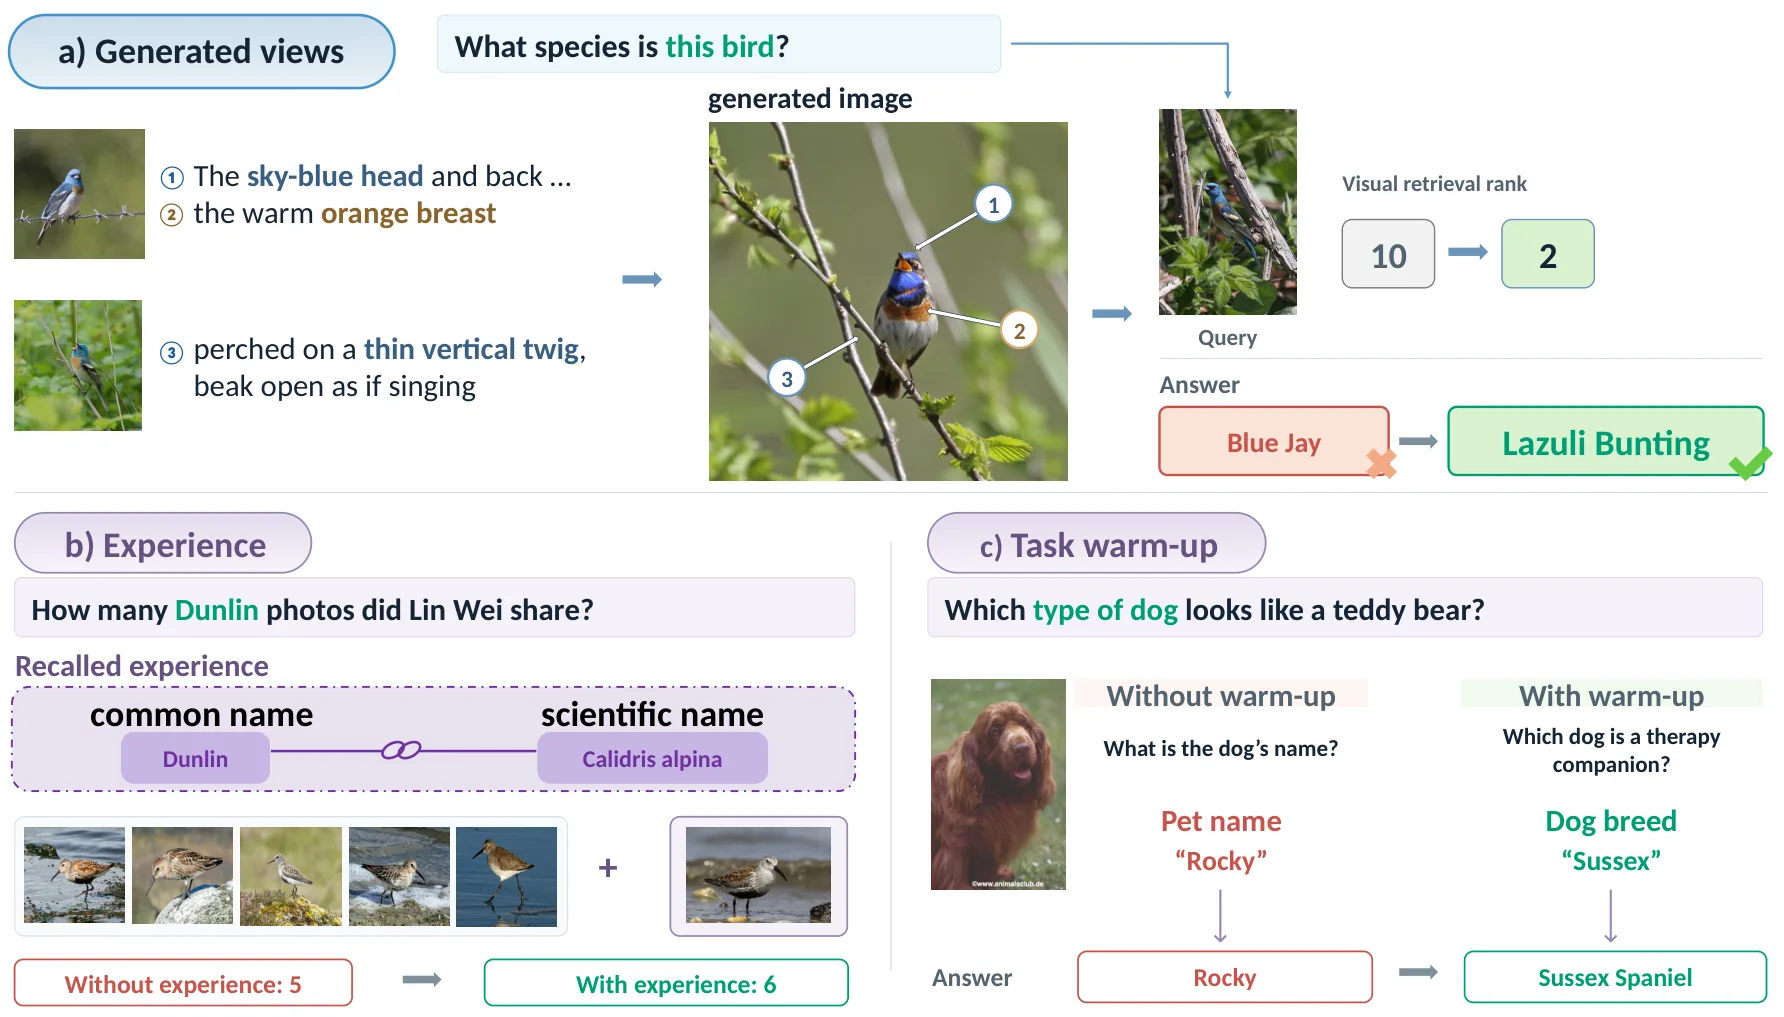 a) Generated views
What species is this bird?
generated image
① The sky-blue head and back ...
② the warm orange breast
③ perched on a thin vertical twig,
beak open as if singing
1
2
3
Query
Visual retrieval rank
10
2
Answer
Blue Jay
Lazuli Bunting
b) Experience
How many Dunlin photos did Lin Wei share?
Recalled experience
common name
scientific name
Dunlin
Calidris alpina
+
Without experience: 5
With experience: 6
c) Task warm-up
Which type of dog looks like a teddy bear?
©www.animalsclub.de
Without warm-up
What is the dog’s name?
Pet name
“Rocky”
With warm-up
Which dog is a therapy
companion?
Dog breed
“Sussex”
Answer
Rocky
Sussex Spaniel